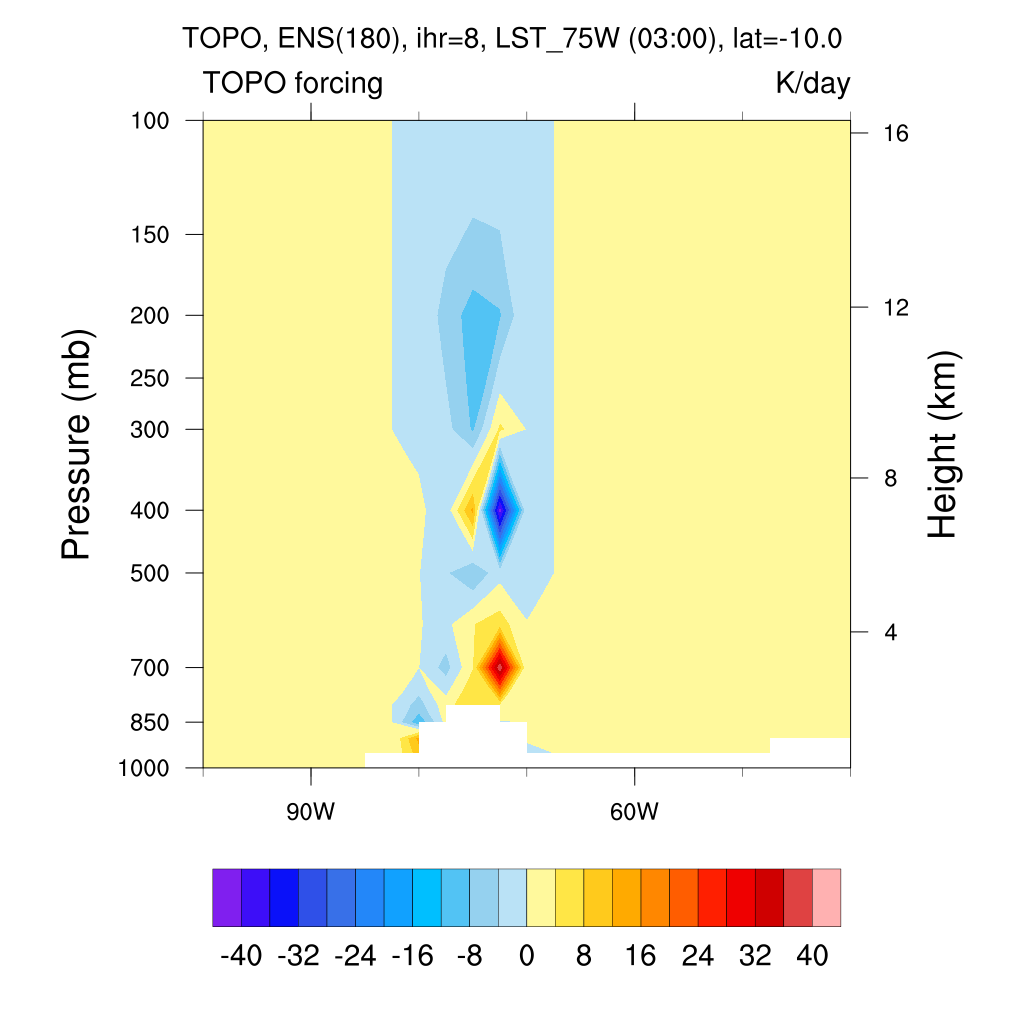 TOPO, ENS(180), ihr=8, LST_75W (03:00), lat=-10.0
TOPO forcing K/day
100
150
200
250
300
400
500
700
850
1000
Pressure (mb)
16
12
8
4
Height (km)
90W 60W
-40 -32 -24 -16 -8 0 8 16 24 32 40